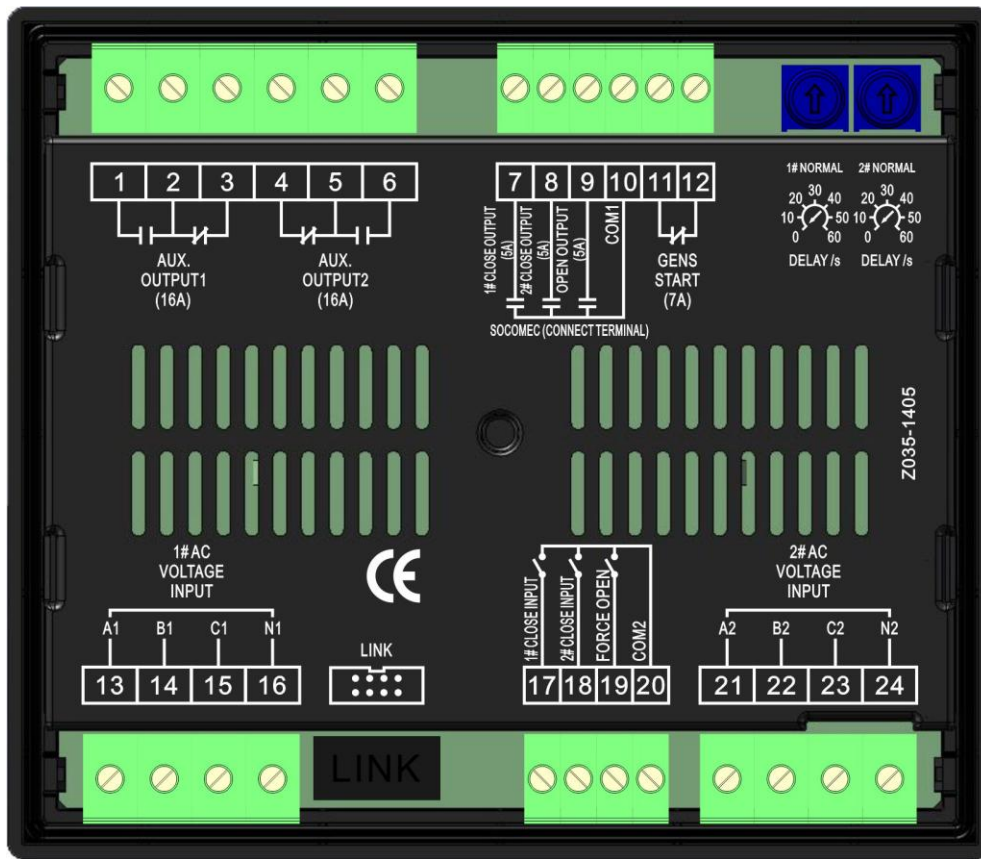 1 2 3 4 5 6
AUX.
OUTPUT1
(16A)
AUX.
OUTPUT2
(16A)
7 8 9 10 11 12
1# CLOSE OUTPUT
(5A)
2# CLOSE OUTPUT
(5A)
OPEN OUTPUT
(5A)
COM1
GENS
START
(7A)
SOCOMEC (CONNECT TERMINAL)
1# NORMAL
0 10 20 30 40 50 60
DELAY /s
2# NORMAL
0 10 20 30 40 50 60
DELAY /s
Z035-1405
1# AC
VOLTAGE
INPUT
A1 B1 C1 N1
13 14 15 16
CE
LINK
LINK
1# CLOSE INPUT
2# CLOSE INPUT
FORCE OPEN
COM2
17 18 19 20
2# AC
VOLTAGE
INPUT
A2 B2 C2 N2
21 22 23 24